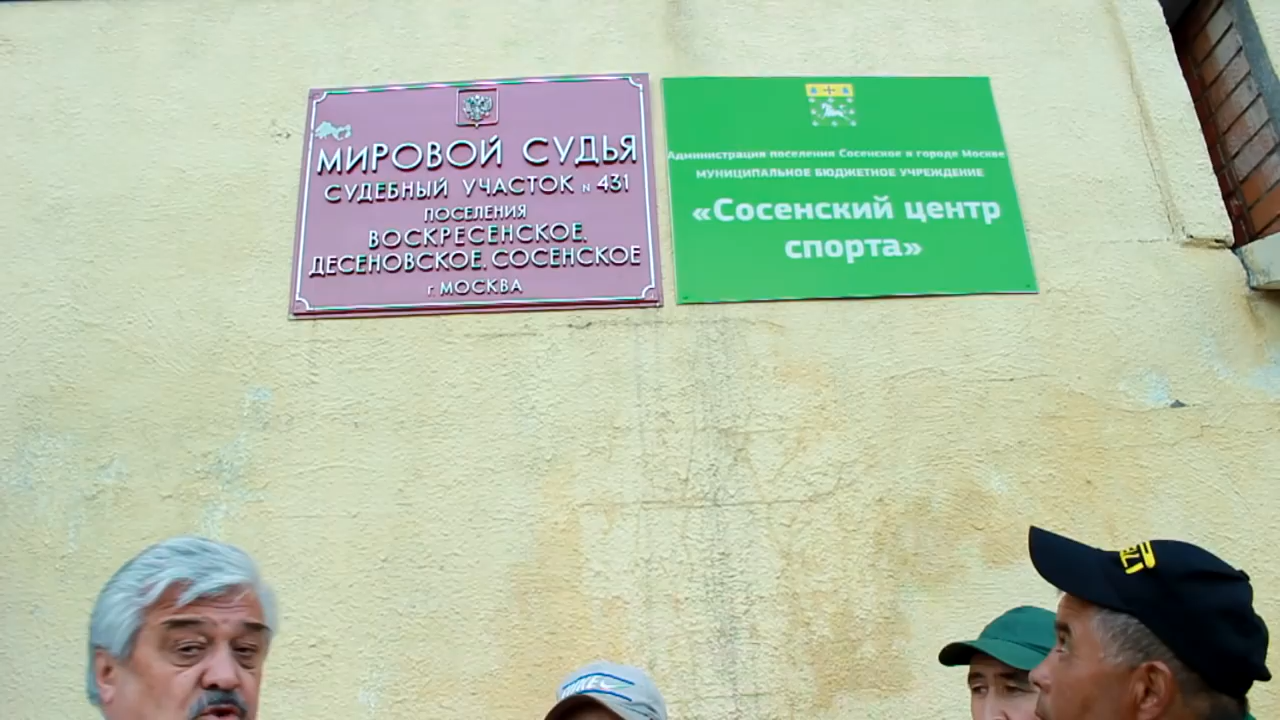 МИРОВОЙ СУДЬЯ
СУДЕБНЫЙ УЧАСТОК N 431
ПОСЕЛЕНИЯ
ВОСКРЕСЕНСКОЕ,
ДЕСЕНОВСКОЕ, СОСЕНСКОЕ
г. МОСКВА
Администрация поселения Сосенское в городе Москве
МУНИЦИПАЛЬНОЕ БЮДЖЕТНОЕ УЧРЕЖДЕНИЕ
«Сосенский центр
спорта»